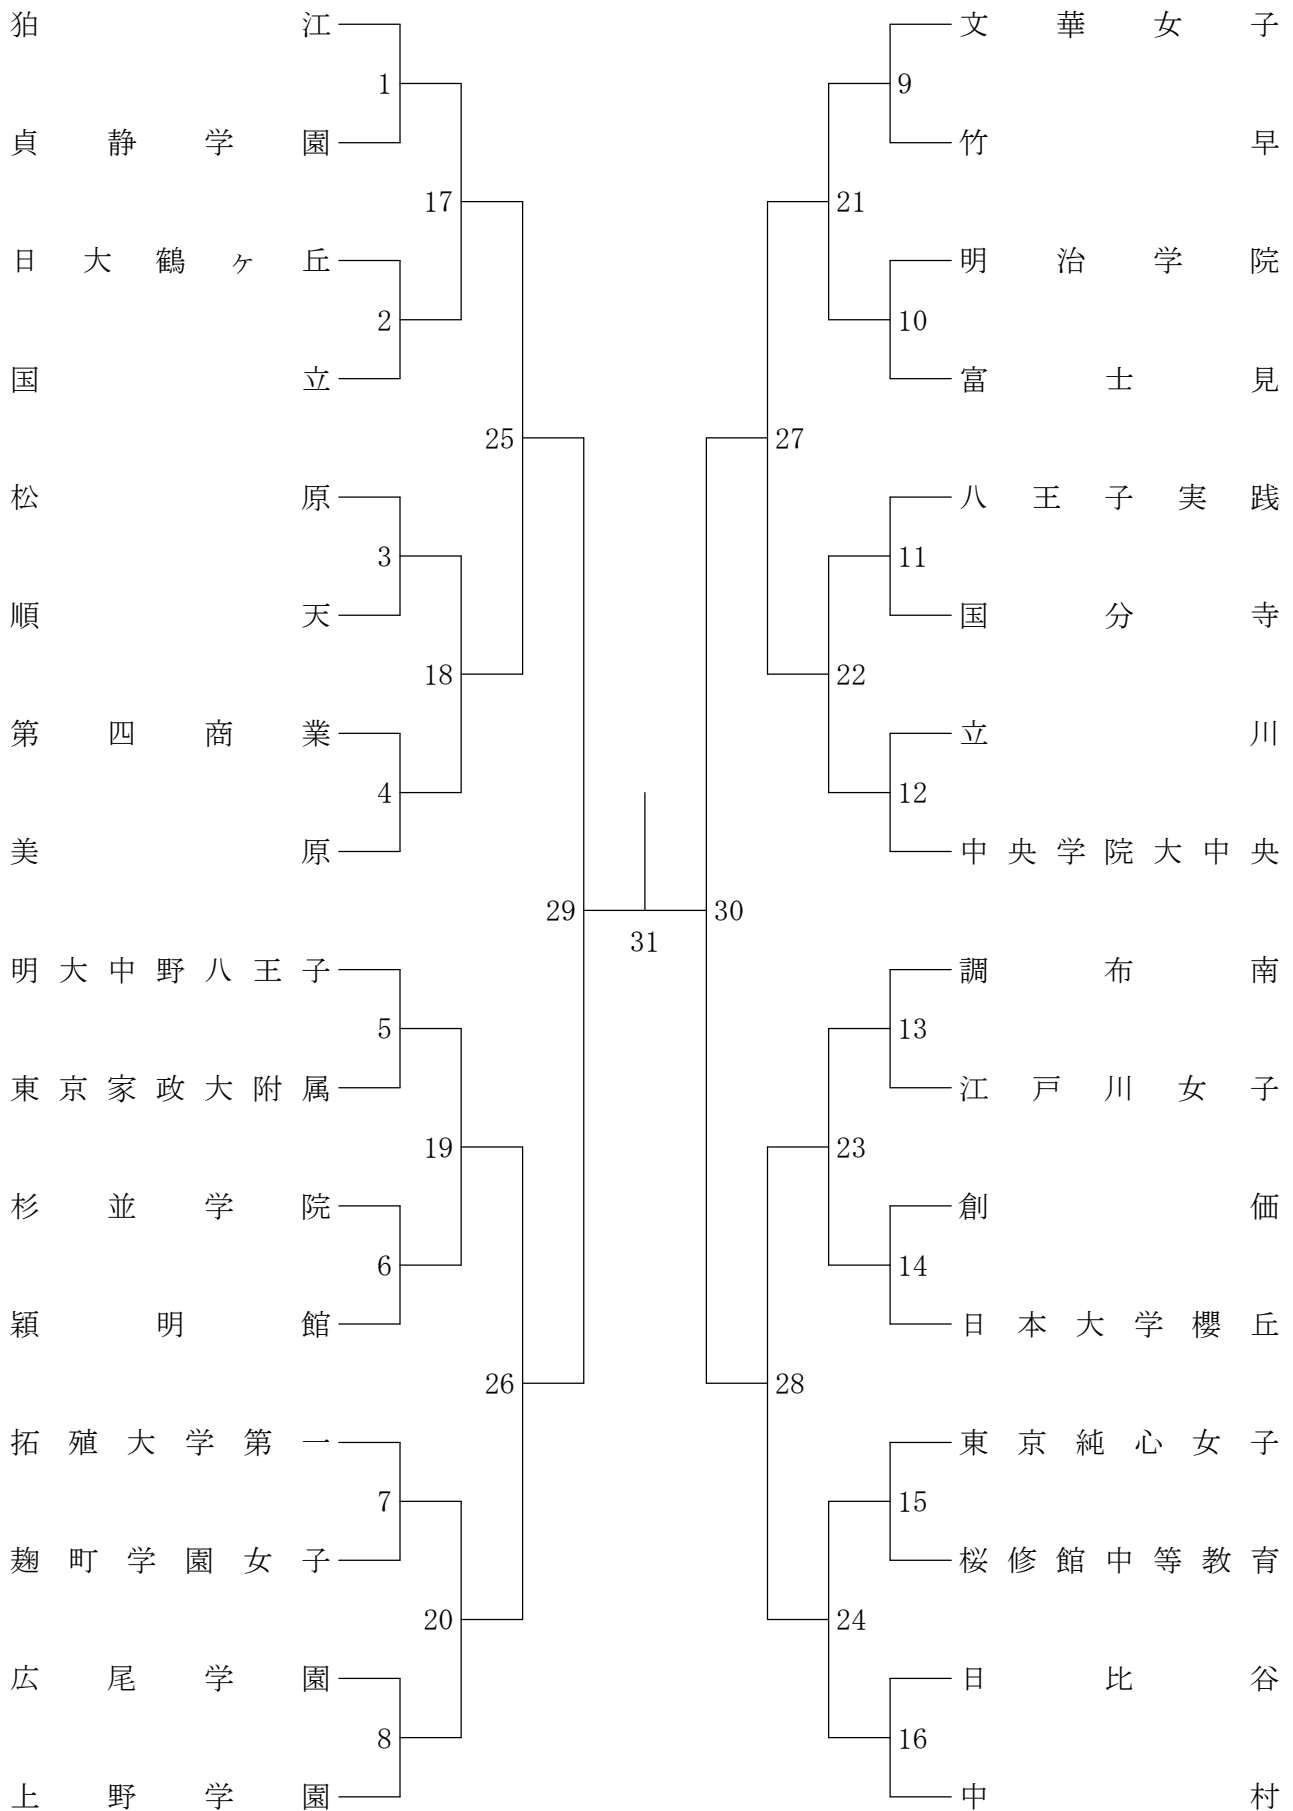 狛江
1
貞静学園
17
日大鶴ヶ丘
2
国立
25
松原
3
順天
18
第四商業
4
美原
29
明大中野八王子
5
東京家政大附属
19
杉並学院
6
穎明館
26
拓殖大学第一
7
麹町学園女子
20
広尾学園
8
上野学園
31
文華女子
9
竹早
21
明治学院
10
富士見
27
八王子実践
11
国分寺
22
立川
12
中央学院大中央
30
調布南
13
江戸川女子
23
創価
14
日本大学櫻丘
28
東京純心女子
15
桜修館中等教育
24
日比谷
16
中村